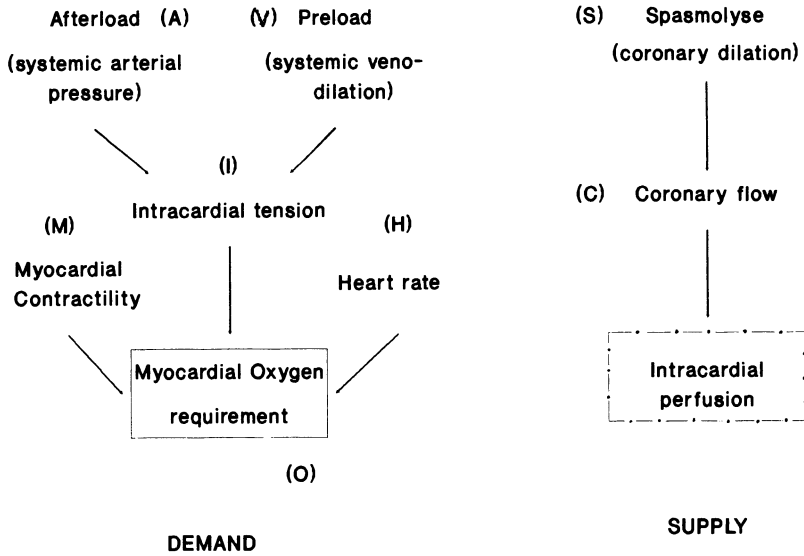 Afterload (A)
(systemic arterial
pressure)
(V) Preload
(systemic veno-
dilation)
(I)
Intracardial tension
(M)
Myocardial
Contractility
(H)
Heart rate
Myocardial Oxygen
requirement
(O)
DEMAND
(S) Spasmolyse
(coronary dilation)
(C) Coronary flow
Intracardial
perfusion
SUPPLY